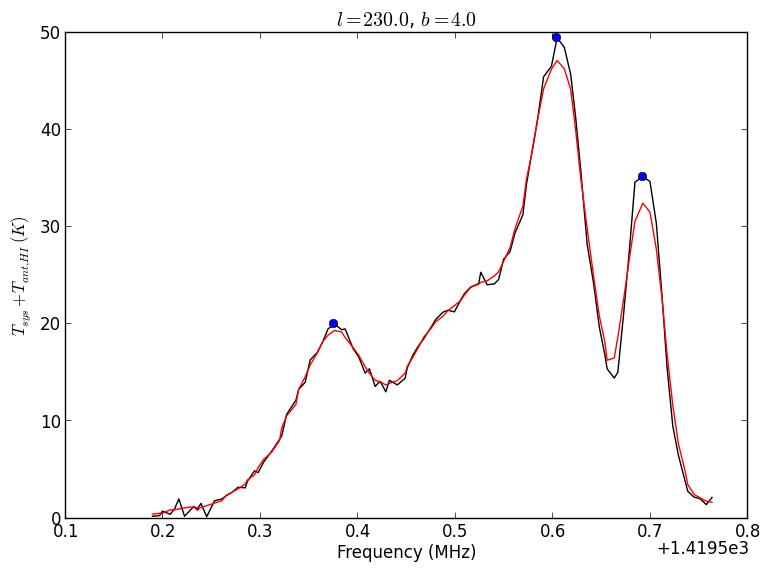 l = 230.0, b = 4.0
50
40
30
20
10
0
T_sys + T_ant,HI (K)
0.1 0.2 0.3 0.4 0.5 0.6 0.7 0.8
+1.4195e3
Frequency (MHz)